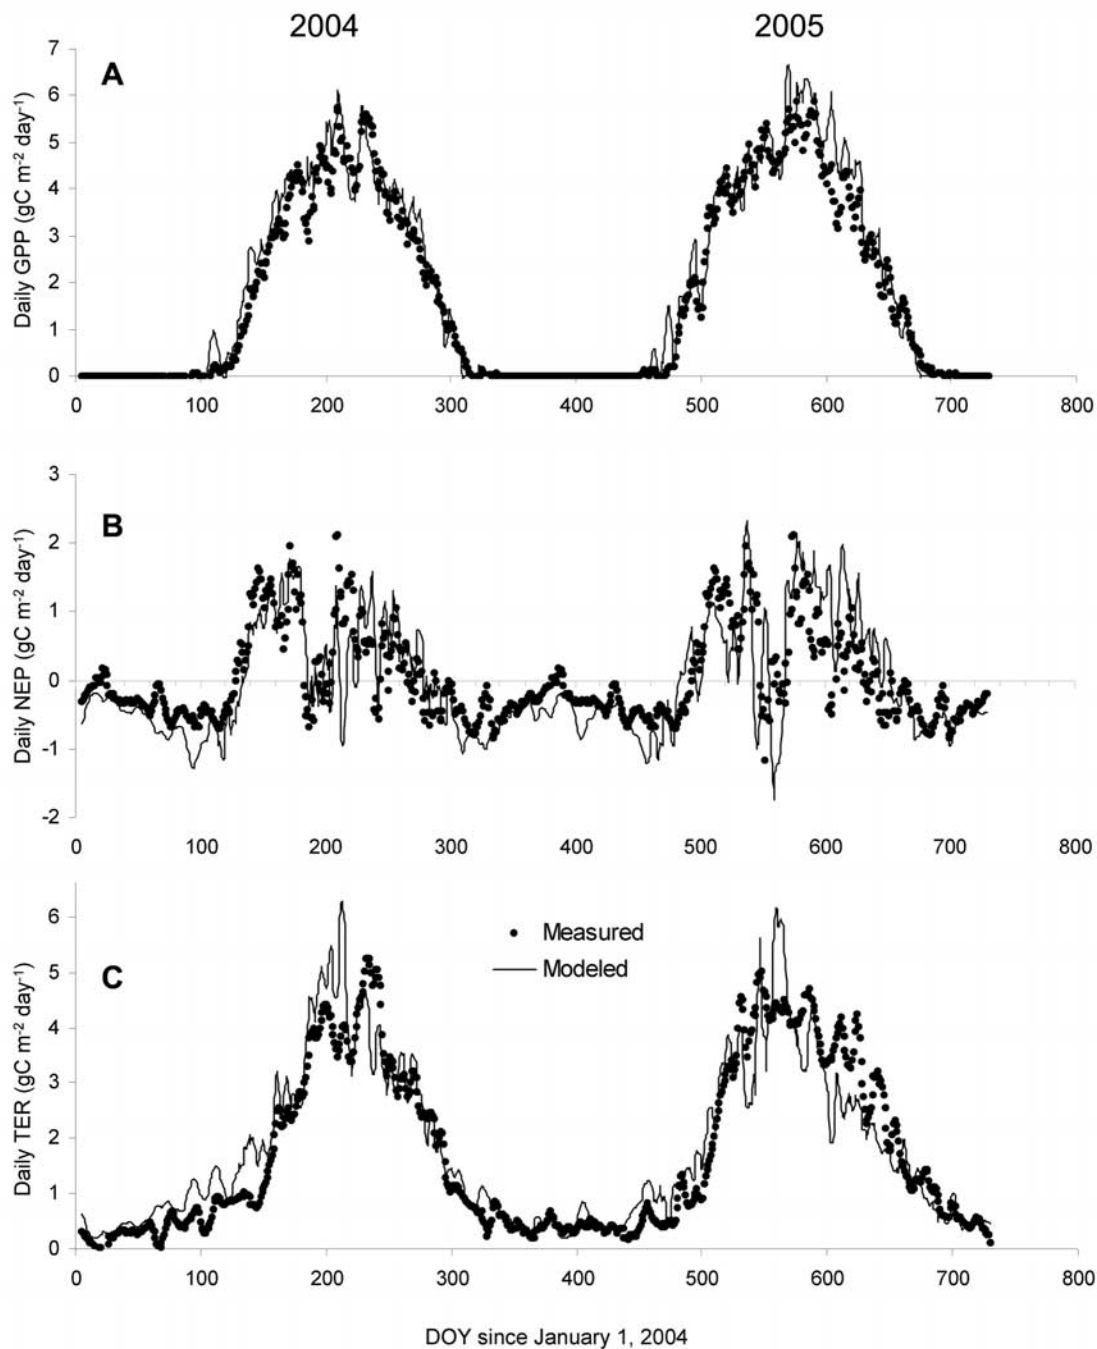 2004 2005
A
Daily GPP (gC m⁻² day⁻¹)
7
6
5
4
3
2
1
0
0 100 200 300 400 500 600 700 800
B
Daily NEP (gC m⁻² day⁻¹)
3
2
1
0
-1
-2
0 100 200 300 400 500 600 700 800
C
Daily TER (gC m⁻² day⁻¹)
Measured
Modeled
6
5
4
3
2
1
0
0 100 200 300 400 500 600 700 800
DOY since January 1, 2004